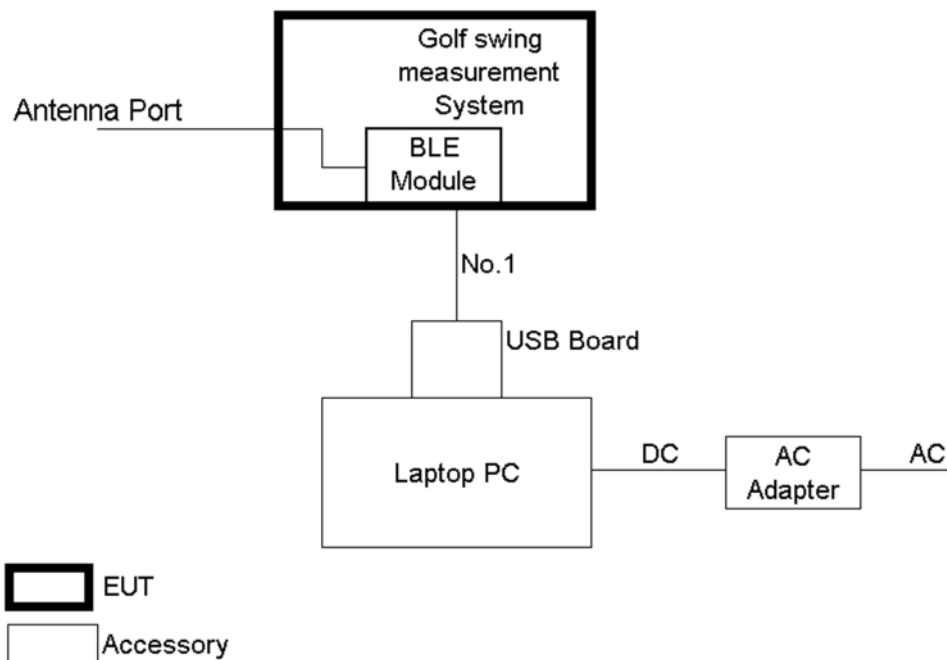 Golf swing
measurement
System
Antenna Port
BLE
Module
No.1
USB Board
Laptop PC
DC
AC
Adapter
AC
EUT
Accessory